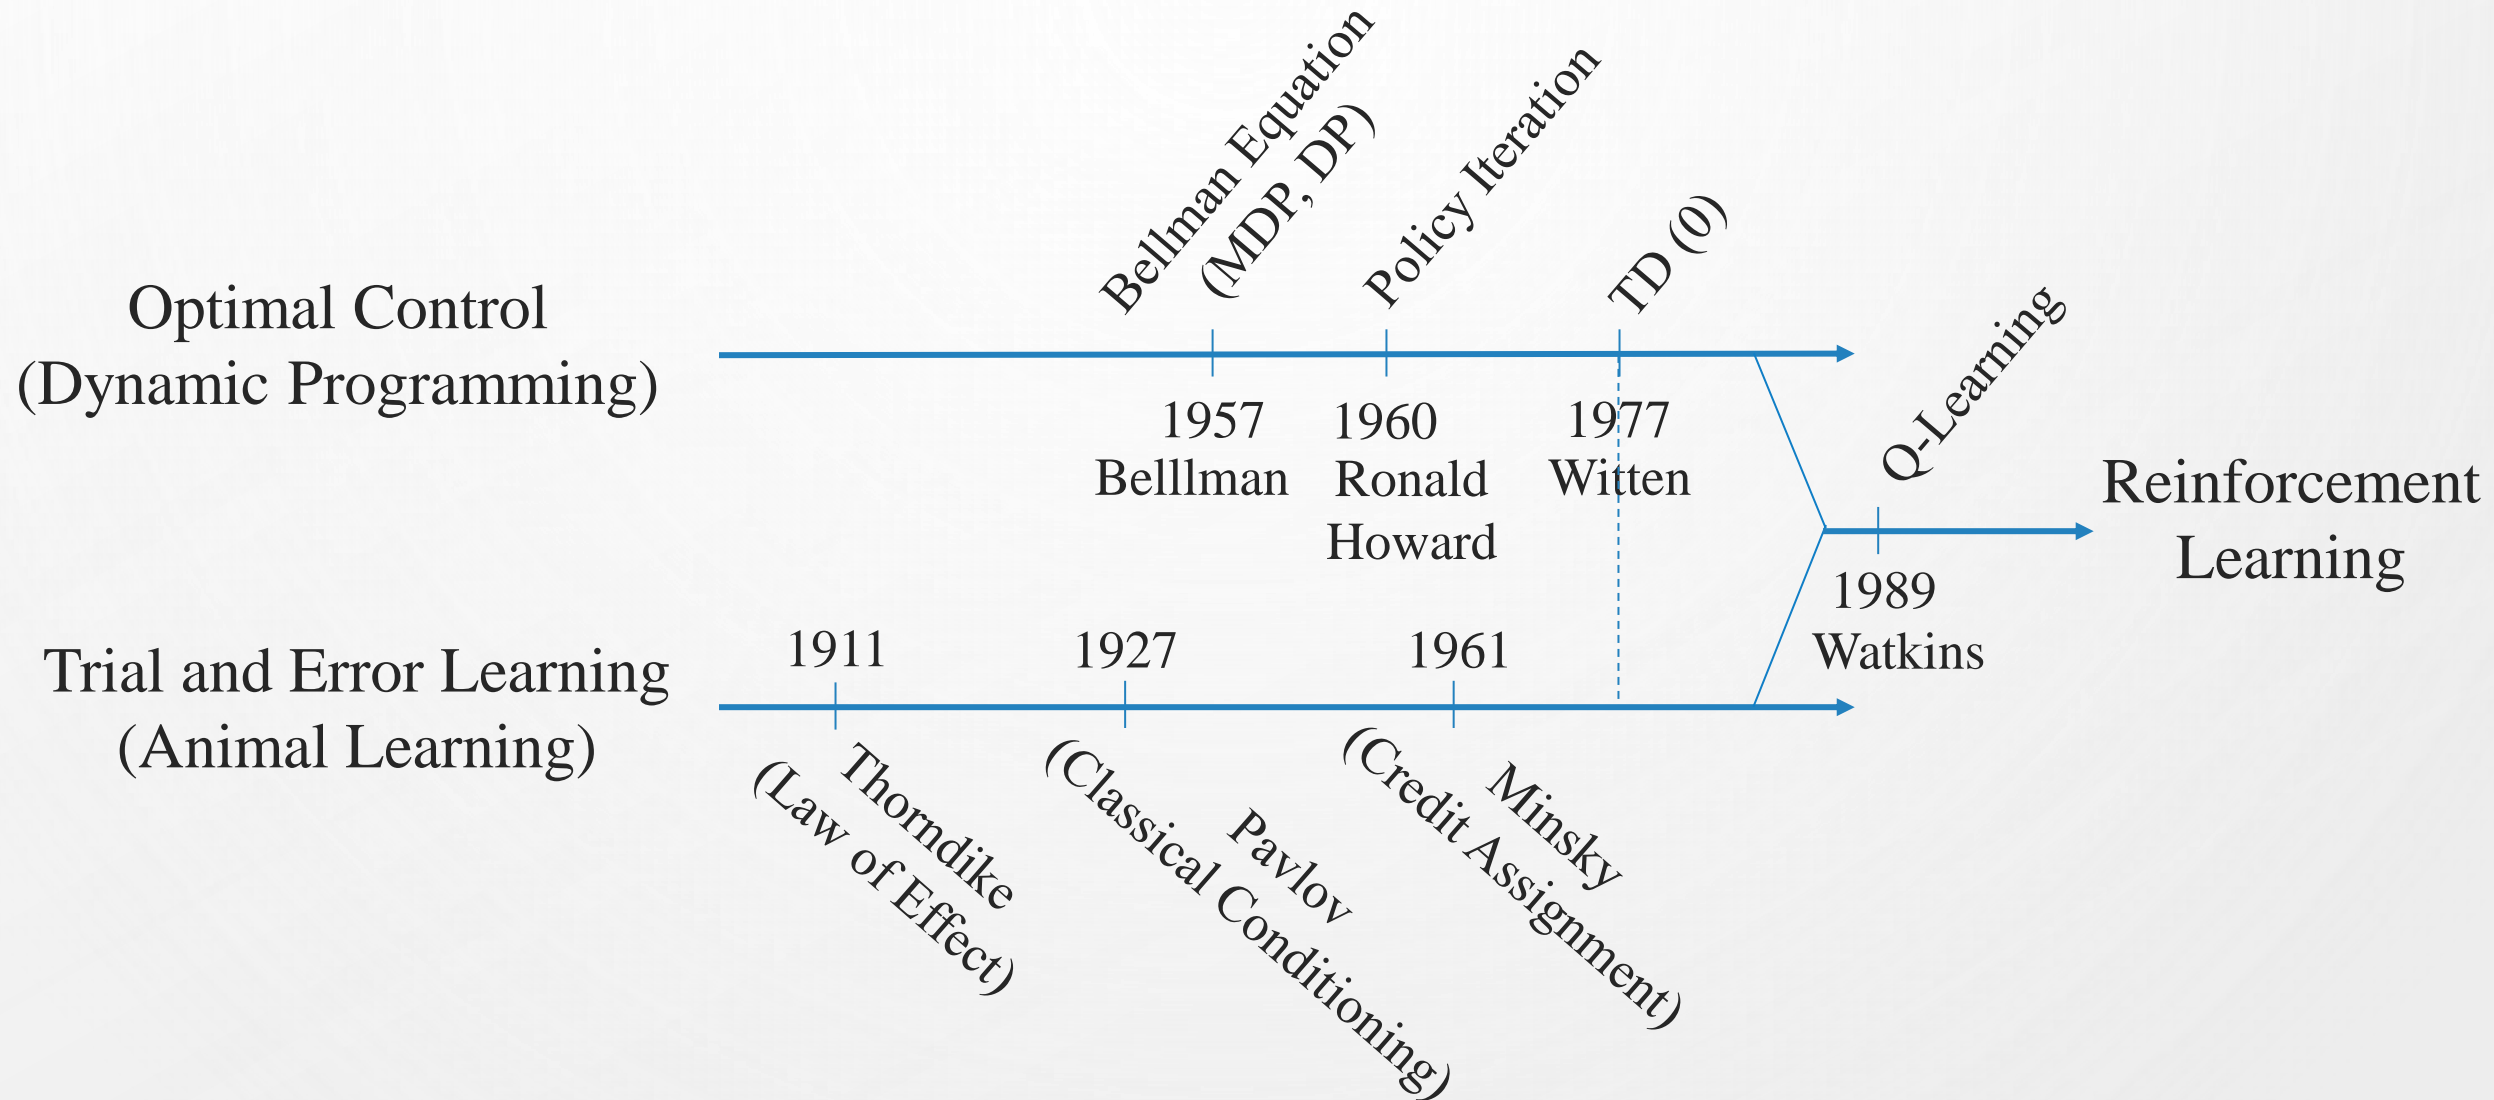 Bellman Equation
(MDP, DP)
Policy Iteration
TD (0)
Optimal Control
(Dynamic Programming)
1957
Belllman
1960
Ronald
Howard
1977
Witten
Q-Learning
Reinforcement
Learning
1989
Watkins
Trial and Error Learning
(Animal Learning)
1911
1927
1961
Thorndike
(Law of Effect)
Pavlov
(Classical Conditioning)
Minsky
(Credit Assignment)